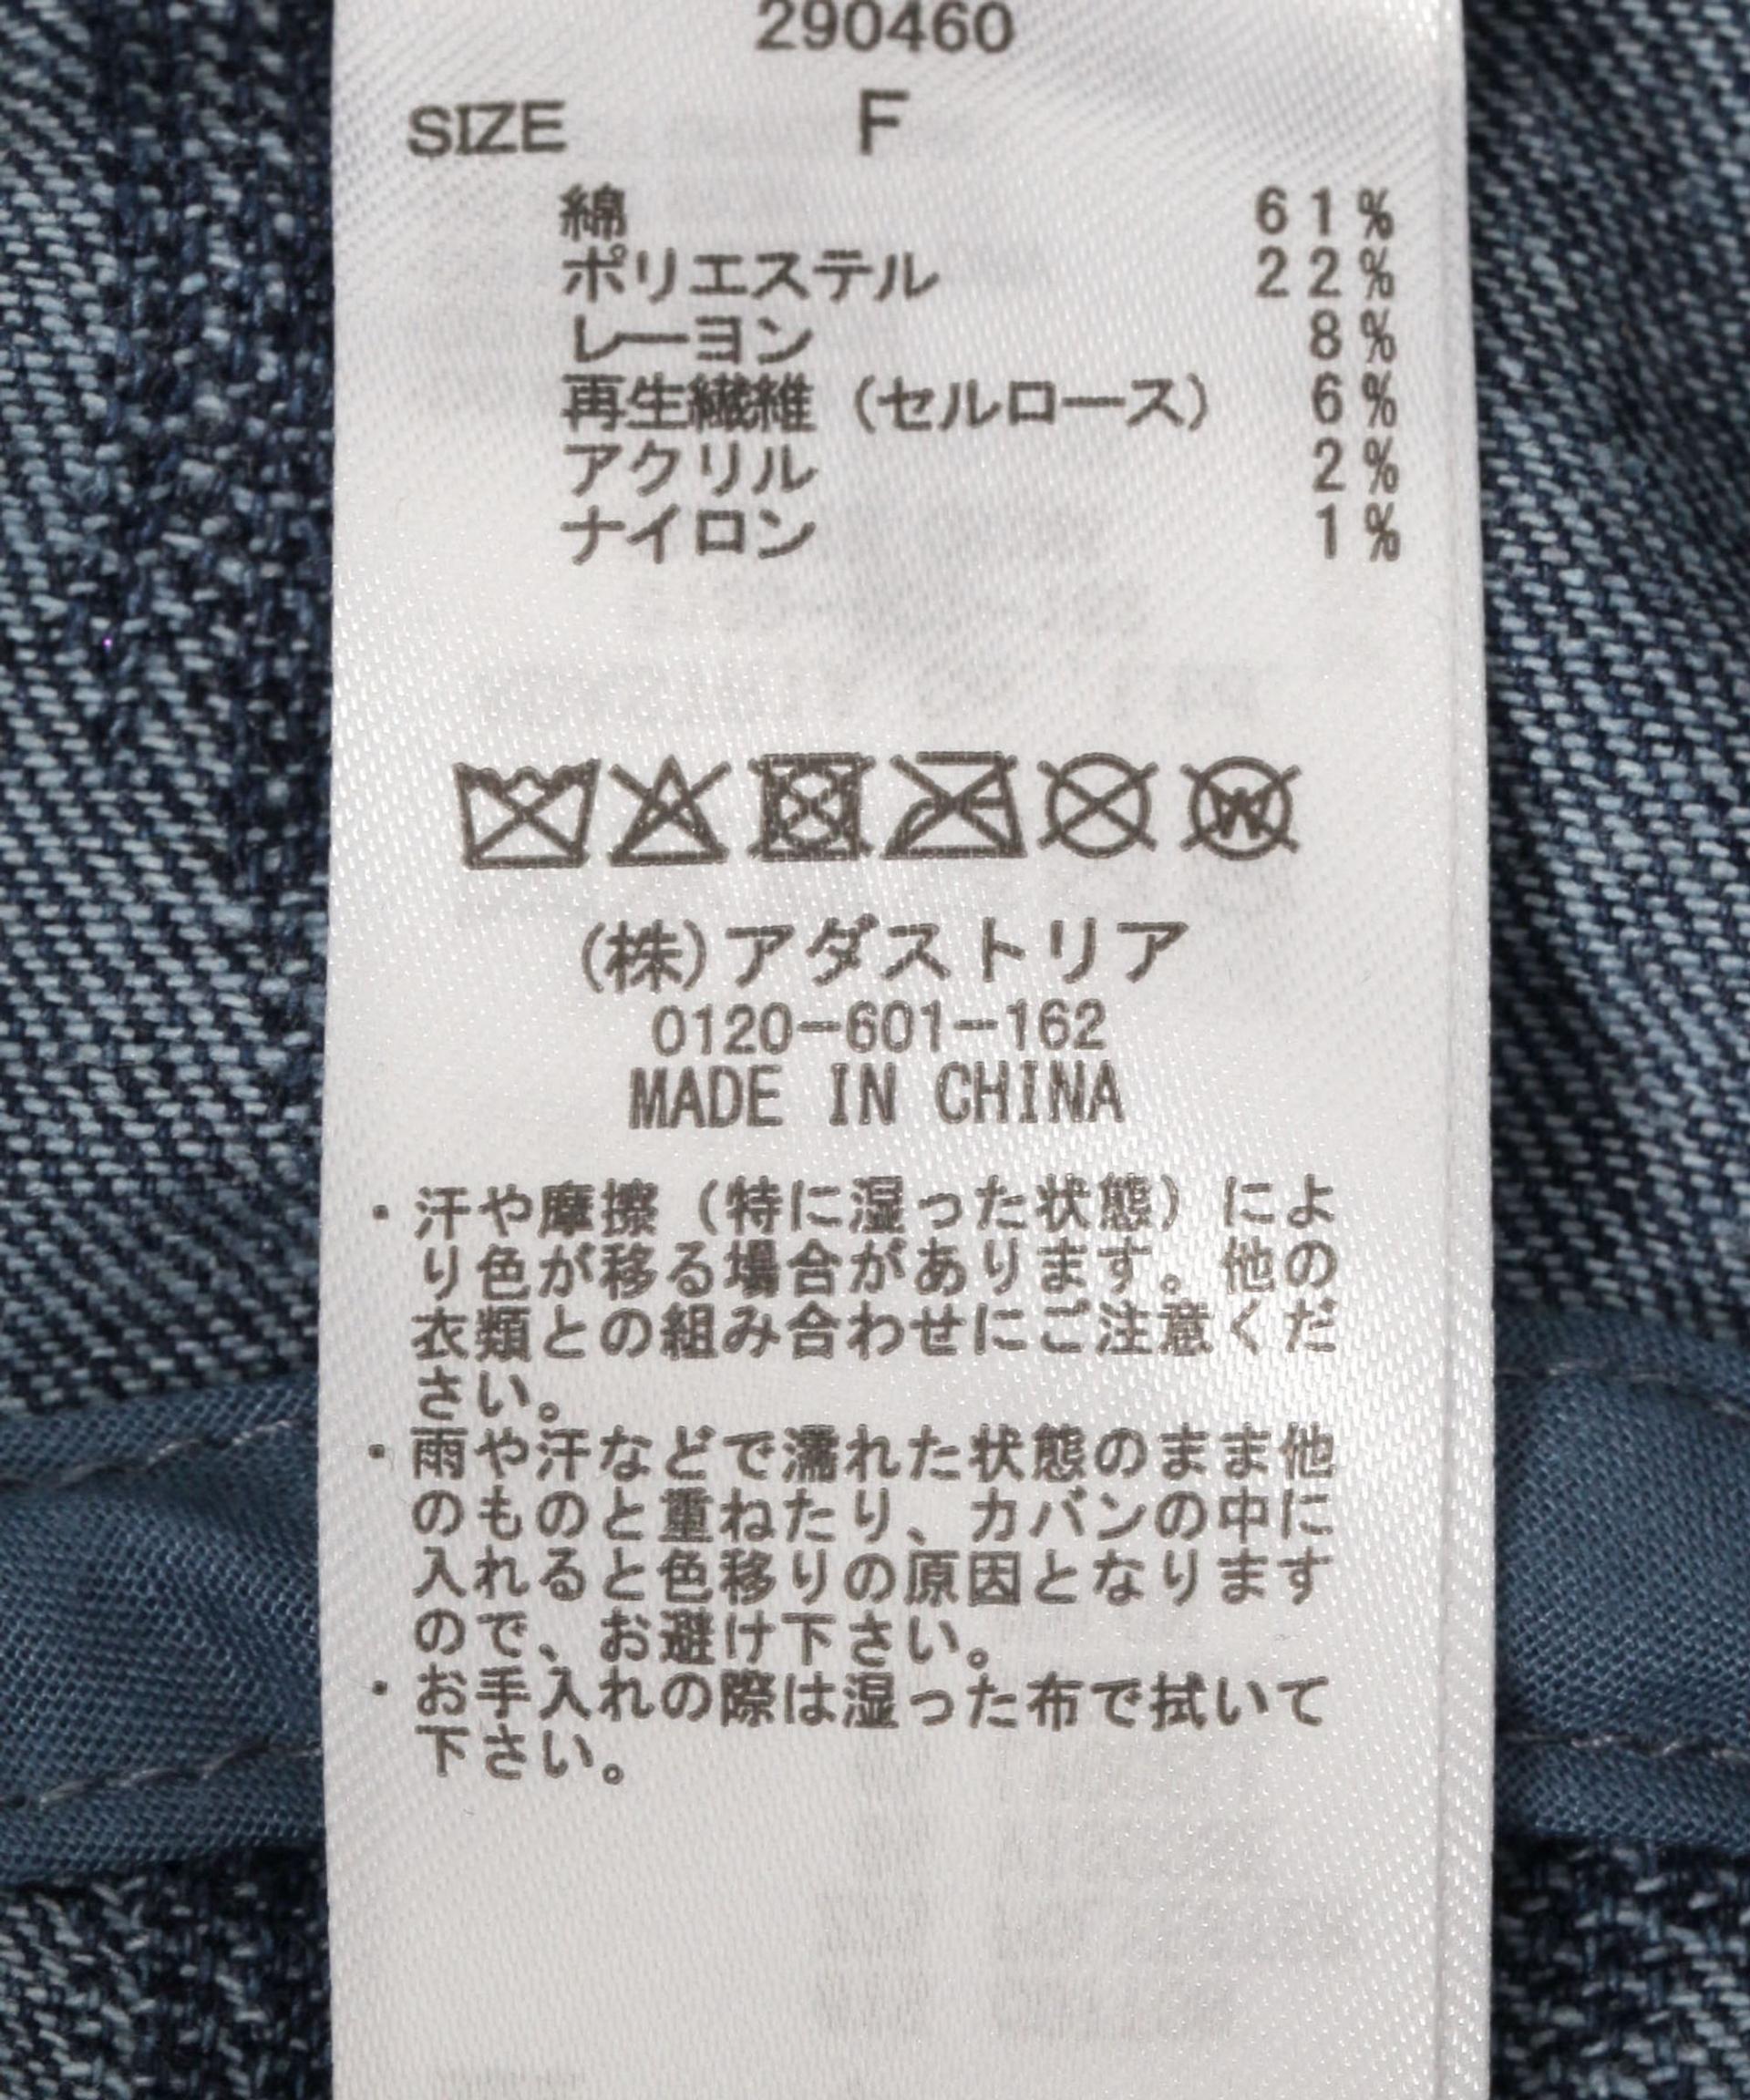 290460
SIZE F
綿 61%
ポリエステル 22%
レーヨン 8%
再生繊維（セルロース） 6%
アクリル 2%
ナイロン 1%
W
(株)アダストリア
0120-601-162
MADE IN CHINA
・汗や摩擦（特に湿った状態）によ
り色が移る場合があります。他の
衣類との組み合わせにご注意くだ
さい。
・雨や汗などで濡れた状態のまま他
のものと重ねたり、カバンの中に
入れると色移りの原因となります
ので、お避け下さい。
・お手入れの際は湿った布で拭いて
下さい。